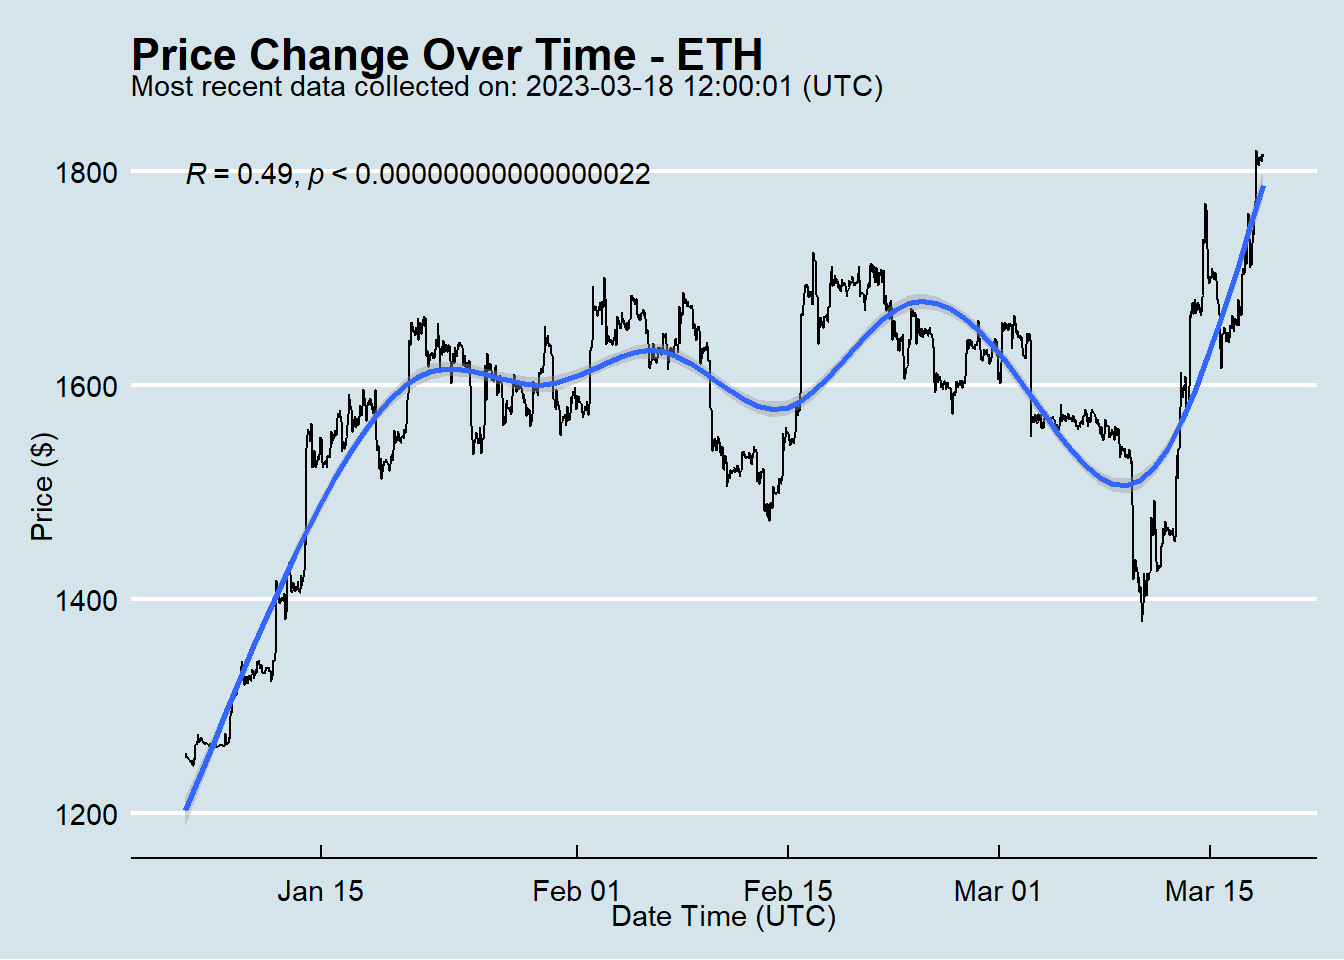 Price Change Over Time - ETH
Most recent data collected on: 2023-03-18 12:00:01 (UTC)
R = 0.49, p < 0.00000000000000022
1800
1600
1400
1200
Price ($)
Jan 15 Feb 01 Feb 15 Mar 01 Mar 15
Date Time (UTC)